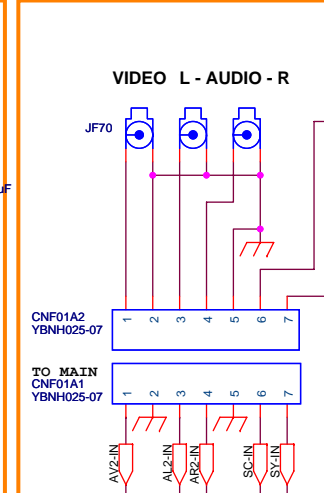 VIDEO L - AUDIO - R
JF70
uF
CNF01A2
YBNH025-07
1 2 3 4 5 6 7
TO MAIN
CNF01A1
YBNH025-07
1 2 3 4 5 6 7
AV2-IN
AL2-IN
AR2-IN
SC-IN
SY-IN